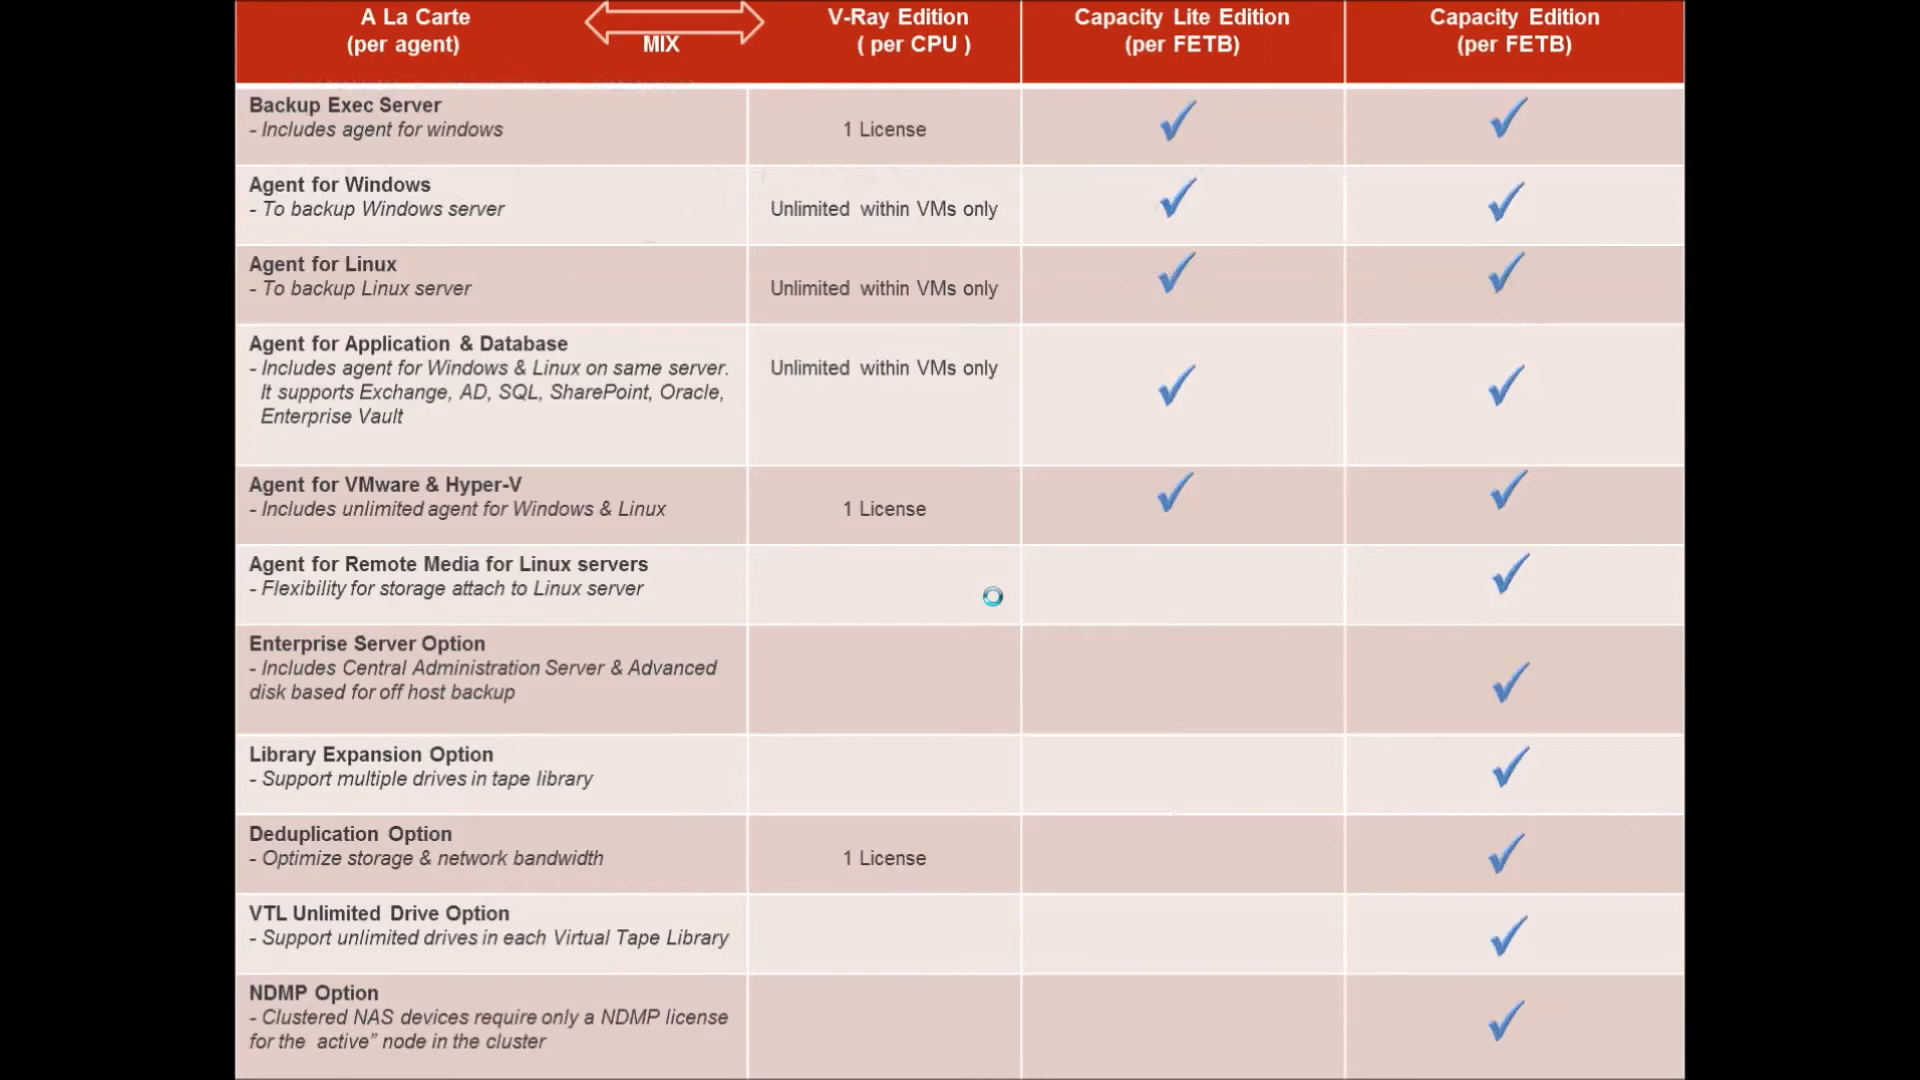 A La Carte
(per agent)
MIX
V-Ray Edition
( per CPU )
Capacity Lite Edition
(per FETB)
Capacity Edition
(per FETB)
Backup Exec Server
- Includes agent for windows
1 License
Agent for Windows
- To backup Windows server
Unlimited within VMs only
Agent for Linux
- To backup Linux server
Unlimited within VMs only
Agent for Application & Database
- Includes agent for Windows & Linux on same server.
It supports Exchange, AD, SQL, SharePoint, Oracle,
Enterprise Vault
Unlimited within VMs only
Agent for VMware & Hyper-V
- Includes unlimited agent for Windows & Linux
1 License
Agent for Remote Media for Linux servers
- Flexibility for storage attach to Linux server
Enterprise Server Option
- Includes Central Administration Server & Advanced
disk based for off host backup
Library Expansion Option
- Support multiple drives in tape library
Deduplication Option
- Optimize storage & network bandwidth
1 License
VTL Unlimited Drive Option
- Support unlimited drives in each Virtual Tape Library
NDMP Option
- Clustered NAS devices require only a NDMP license
for the active” node in the cluster